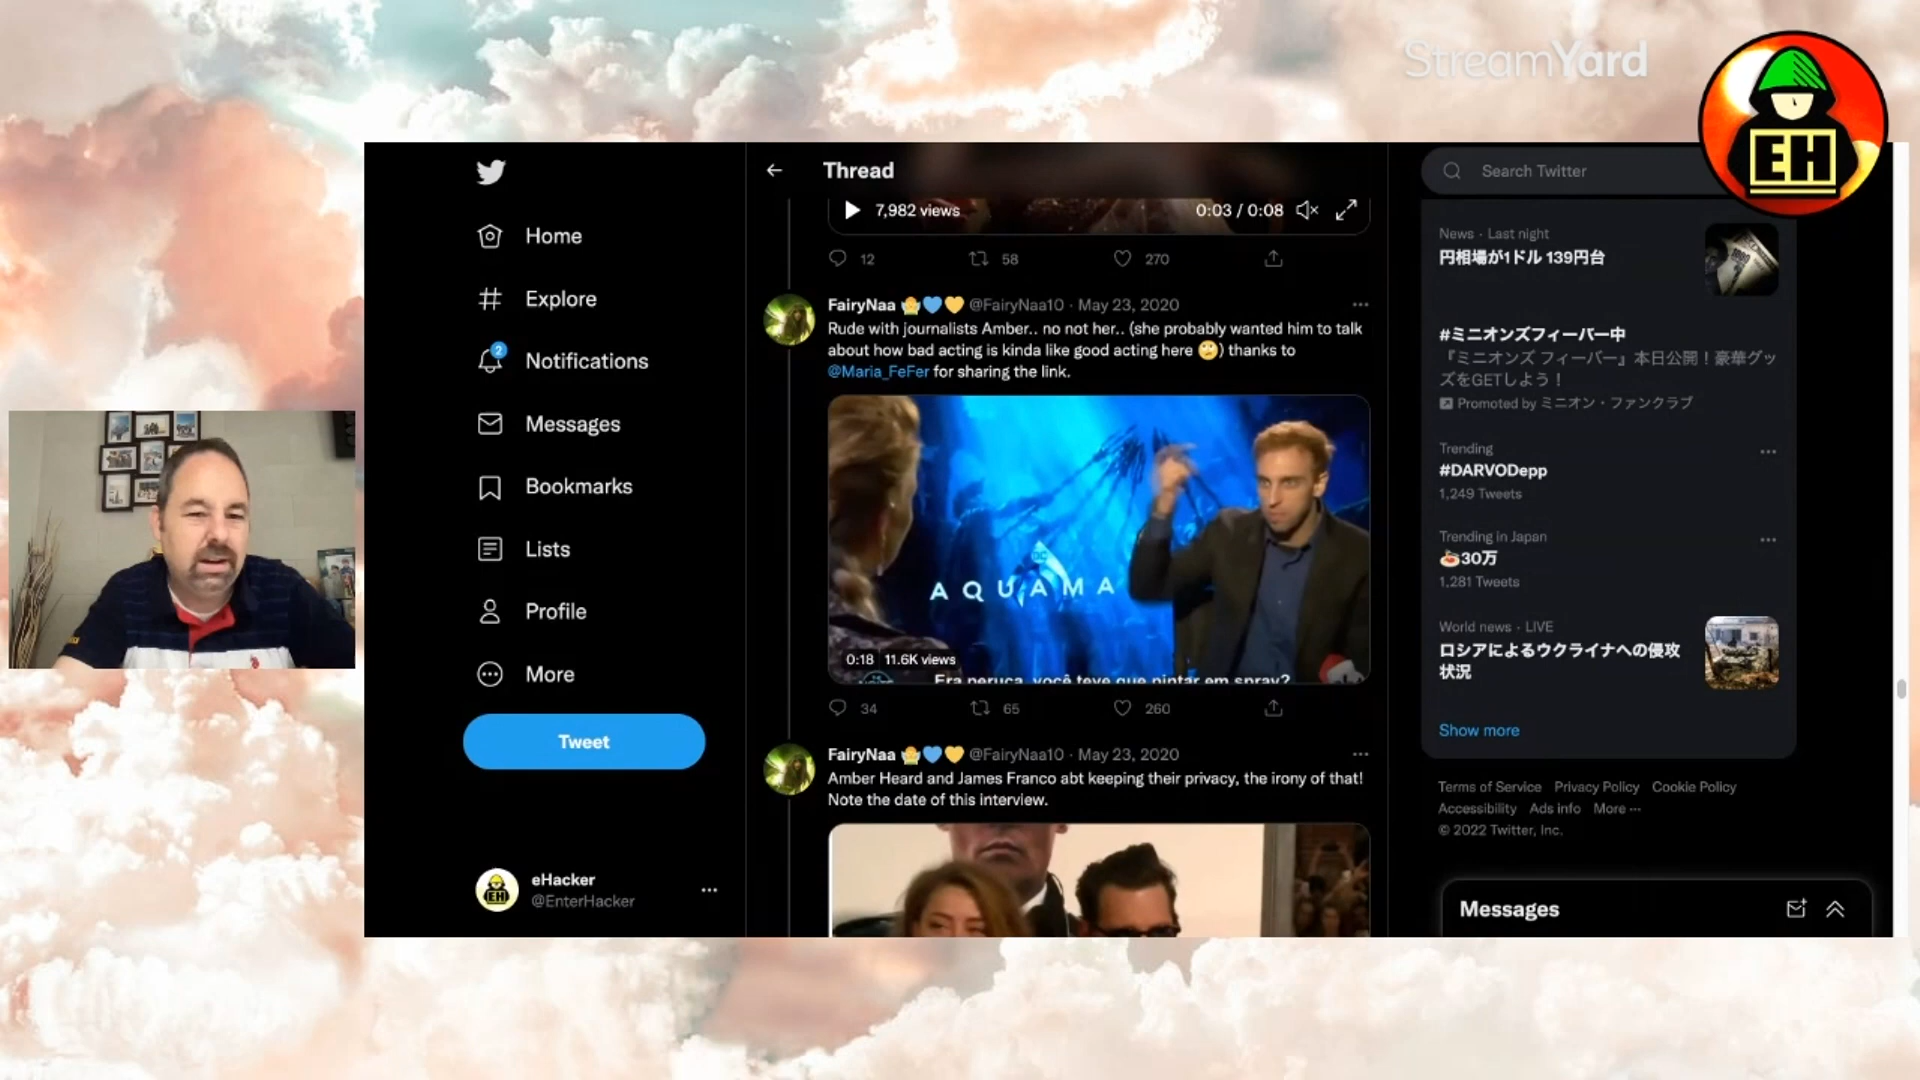 StreamYard
EH
Home
Explore
2
Notifications
Messages
Bookmarks
Lists
Profile
More
Tweet
eHacker
@EnterHacker
Thread
7,982 views
0:03 / 0:08
12
58
270
FairyNaa @FairyNaa10 · May 23, 2020
Rude with journalists Amber.. no not her.. (she probably wanted him to talk
about how bad acting is kinda like good acting here 🙄) thanks to
@Maria_FeFer for sharing the link.
DC
AQUAMA
0:18 11.6K views
Era peruca, você teve que pintar em spray?
34
65
260
FairyNaa @FairyNaa10 · May 23, 2020
Amber Heard and James Franco abt keeping their privacy, the irony of that!
Note the date of this interview.
Search Twitter
News · Last night
円相場が1ドル 139円台
#ミニオンズフィーバー中
『ミニオンズ フィーバー』本日公開！豪華グッ
ズをGETしよう！
Promoted by ミニオン・ファンクラブ
Trending
#DARVODepp
1,249 Tweets
Trending in Japan
30万
1,281 Tweets
World news · LIVE
ロシアによるウクライナへの侵攻
状況
Show more
Terms of Service Privacy Policy Cookie Policy
Accessibility Ads info More ···
© 2022 Twitter, Inc.
Messages